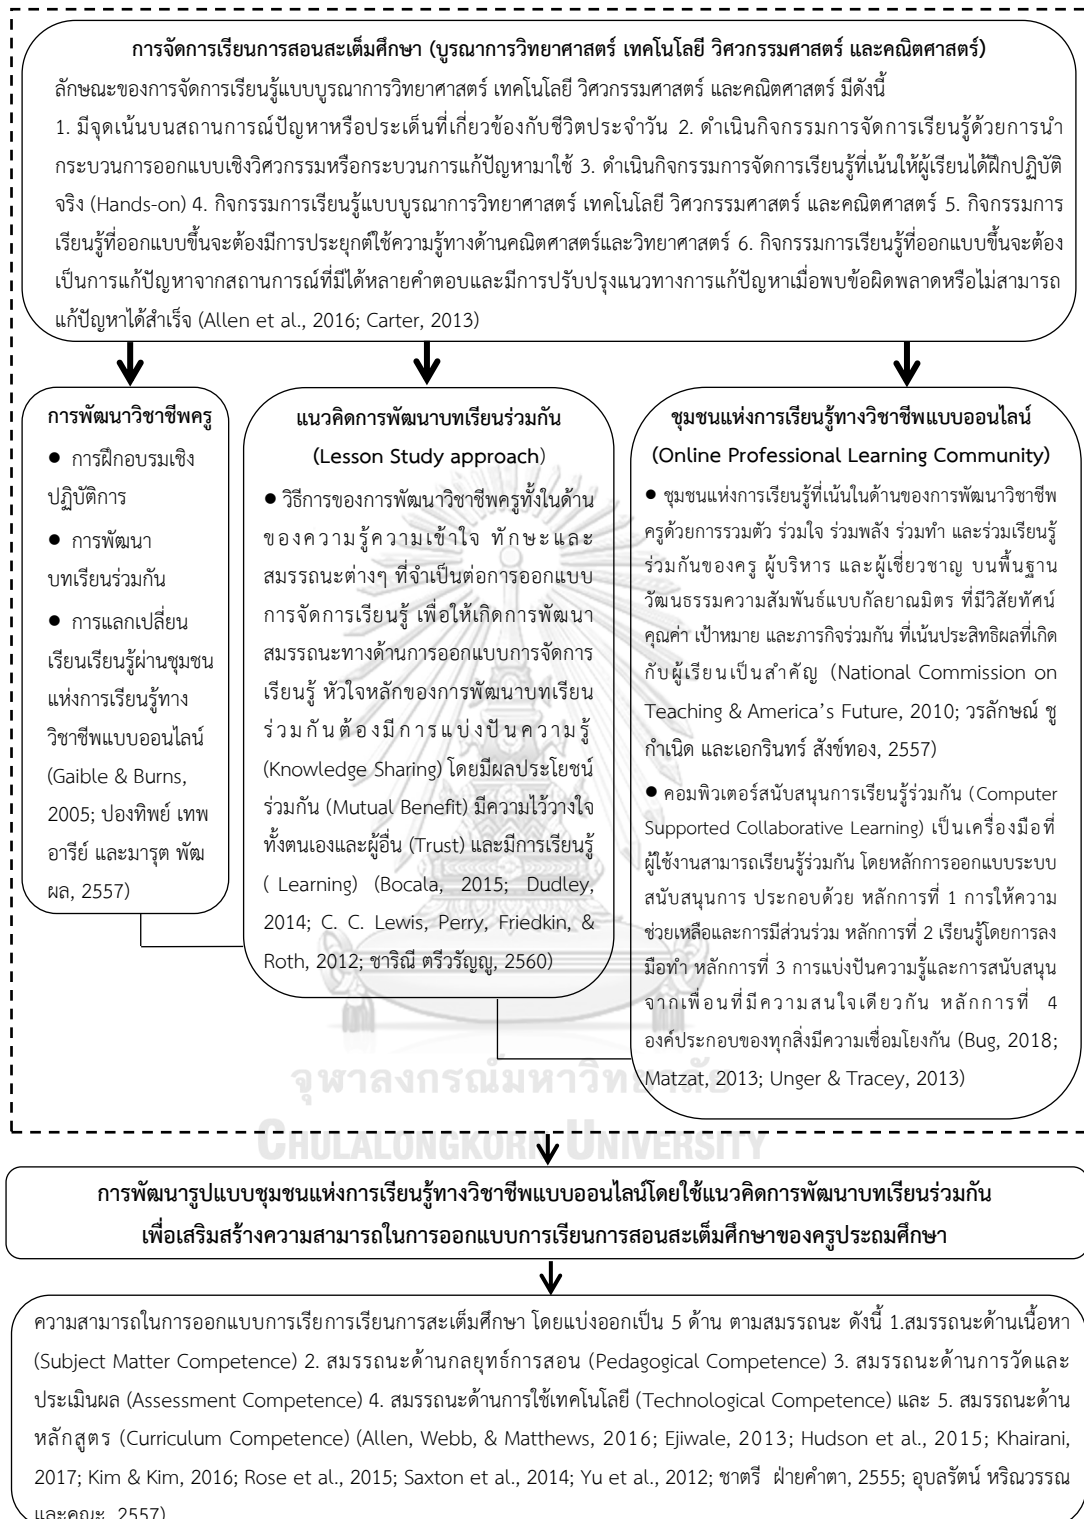 การจัดการเรียนการสอนสะเต็มศึกษา (บูรณาการวิทยาศาสตร์ เทคโนโลยี วิศวกรรมศาสตร์ และคณิตศาสตร์)
ลักษณะของการจัดการเรียนรู้แบบบูรณาการวิทยาศาสตร์ เทคโนโลยี วิศวกรรมศาสตร์ และคณิตศาสตร์ มีดังนี้
1. มีจุดเน้นบนสถานการณ์ปัญหาหรือประเด็นที่เกี่ยวข้องกับชีวิตประจำวัน 2. ดำเนินกิจกรรมการจัดการเรียนรู้ด้วยการนำ
กระบวนการออกแบบเชิงวิศวกรรมหรือกระบวนการแก้ปัญหามาใช้ 3. ดำเนินกิจกรรมการจัดการเรียนรู้ที่เน้นให้ผู้เรียนได้ฝึกปฏิบัติ
จริง (Hands-on) 4. กิจกรรมการเรียนรู้แบบบูรณาการวิทยาศาสตร์ เทคโนโลยี วิศวกรรมศาสตร์ และคณิตศาสตร์ 5. กิจกรรมการ
เรียนรู้ที่ออกแบบขึ้นจะต้องมีการประยุกต์ใช้ความรู้ทางด้านคณิตศาสตร์และวิทยาศาสตร์ 6. กิจกรรมการเรียนรู้ที่ออกแบบขึ้นจะต้อง
เป็นการแก้ปัญหาจากสถานการณ์ที่มีได้หลายคำตอบและมีการปรับปรุงแนวทางการแก้ปัญหาเมื่อพบข้อผิดพลาดหรือไม่สามารถ
แก้ปัญหาได้สำเร็จ (Allen et al., 2016; Carter, 2013)
การพัฒนาวิชาชีพครู
● การฝึกอบรมเชิง
ปฏิบัติการ
● การพัฒนา
บทเรียนร่วมกัน
● การแลกเปลี่ยน
เรียนเรียนรู้ผ่านชุมชน
แห่งการเรียนรู้ทาง
วิชาชีพแบบออนไลน์
(Gaible & Burns,
2005; ปองทิพย์ เทพ
อารีย์ และมารุต พัฒ
ผล, 2557)
แนวคิดการพัฒนาบทเรียนร่วมกัน
(Lesson Study approach)
● วิธีการของการพัฒนาวิชาชีพครูทั้งในด้าน
ของความรู้ความเข้าใจ ทักษะและ
สมรรถนะต่างๆ ที่จำเป็นต่อการออกแบบ
การจัดการเรียนรู้ เพื่อให้เกิดการพัฒนา
สมรรถนะทางด้านการออกแบบการจัดการ
เรียนรู้ หัวใจหลักของการพัฒนาบทเรียน
ร่วมกันต้องมีการแบ่งปันความรู้
(Knowledge Sharing) โดยมีผลประโยชน์
ร่วมกัน (Mutual Benefit) มีความไว้วางใจ
ทั้งตนเองและผู้อื่น (Trust) และมีการเรียนรู้
( Learning) (Bocala, 2015; Dudley,
2014; C. C. Lewis, Perry, Friedkin, &
Roth, 2012; ชาริณี ตรีวรัญญู, 2560)
ชุมชนแห่งการเรียนรู้ทางวิชาชีพแบบออนไลน์
(Online Professional Learning Community)
● ชุมชนแห่งการเรียนรู้ที่เน้นในด้านของการพัฒนาวิชาชีพ
ครูด้วยการรวมตัว ร่วมใจ ร่วมพลัง ร่วมทำ และร่วมเรียนรู้
ร่วมกันของครู ผู้บริหาร และผู้เชี่ยวชาญ บนพื้นฐาน
วัฒนธรรมความสัมพันธ์แบบกัลยาณมิตร ที่มีวิสัยทัศน์
คุณค่า เป้าหมาย และภารกิจร่วมกัน ที่เน้นประสิทธิผลที่เกิด
กับผู้เรียนเป็นสำคัญ (National Commission on
Teaching & America’s Future, 2010; วรลักษณ์ ชู
กำเนิด และเอกรินทร์ สังข์ทอง, 2557)
● คอมพิวเตอร์สนับสนุนการเรียนรู้ร่วมกัน (Computer
Supported Collaborative Learning) เป็นเครื่องมือที่
ผู้ใช้งานสามารถเรียนรู้ร่วมกัน โดยหลักการออกแบบระบบ
สนับสนุนการ ประกอบด้วย หลักการที่ 1 การให้ความ
ช่วยเหลือและการมีส่วนร่วม หลักการที่ 2 เรียนรู้โดยการลง
มือทำ หลักการที่ 3 การแบ่งปันความรู้และการสนับสนุน
จากเพื่อนที่มีความสนใจเดียวกัน หลักการที่ 4
องค์ประกอบของทุกสิ่งมีความเชื่อมโยงกัน (Bug, 2018;
Matzat, 2013; Unger & Tracey, 2013)
จุฬาลงกรณ์มหาวิทยาลัย
CHULALONGKORN UNIVERSITY
การพัฒนารูปแบบชุมชนแห่งการเรียนรู้ทางวิชาชีพแบบออนไลน์โดยใช้แนวคิดการพัฒนาบทเรียนร่วมกัน
เพื่อเสริมสร้างความสามารถในการออกแบบการเรียนการสอนสะเต็มศึกษาของครูประถมศึกษา
ความสามารถในการออกแบบการเรียการเรียนการสะเต็มศึกษา โดยแบ่งออกเป็น 5 ด้าน ตามสมรรถนะ ดังนี้ 1.สมรรถนะด้านเนื้อหา
(Subject Matter Competence) 2. สมรรถนะด้านกลยุทธ์การสอน (Pedagogical Competence) 3. สมรรถนะด้านการวัดและ
ประเมินผล (Assessment Competence) 4. สมรรถนะด้านการใช้เทคโนโลยี (Technological Competence) และ 5. สมรรถนะด้าน
หลักสูตร (Curriculum Competence) (Allen, Webb, & Matthews, 2016; Ejiwale, 2013; Hudson et al., 2015; Khairani,
2017; Kim & Kim, 2016; Rose et al., 2015; Saxton et al., 2014; Yu et al., 2012; ชาตรี ฝ่ายคำตา, 2555; อุบลรัตน์ หริณวรรณ
และคณะ, 2557)